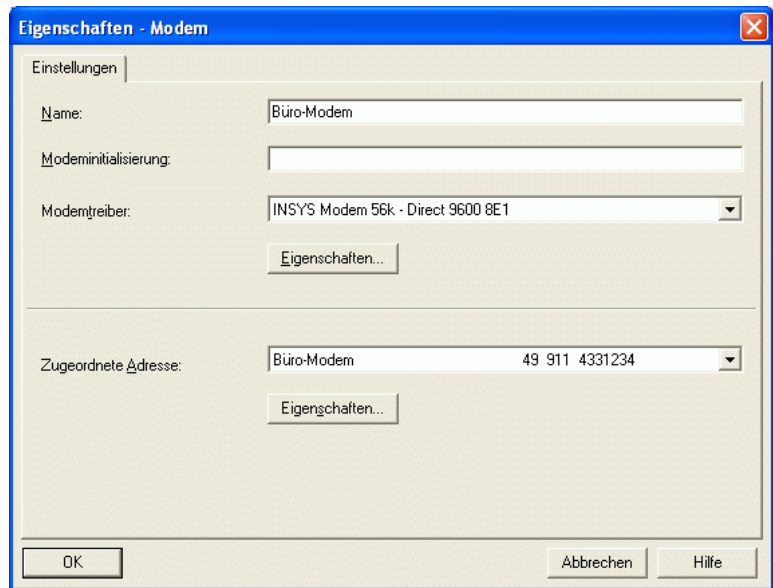 Eigenschaften - Modem
Einstellungen
Name: Büro-Modem
Modeminitialisierung:
Modemtreiber: INSYS Modem 56k - Direct 9600 8E1
Eigenschaften...
Zugeordnete Adresse: Büro-Modem 49 911 4331234
Eigenschaften...
OK Abbrechen Hilfe